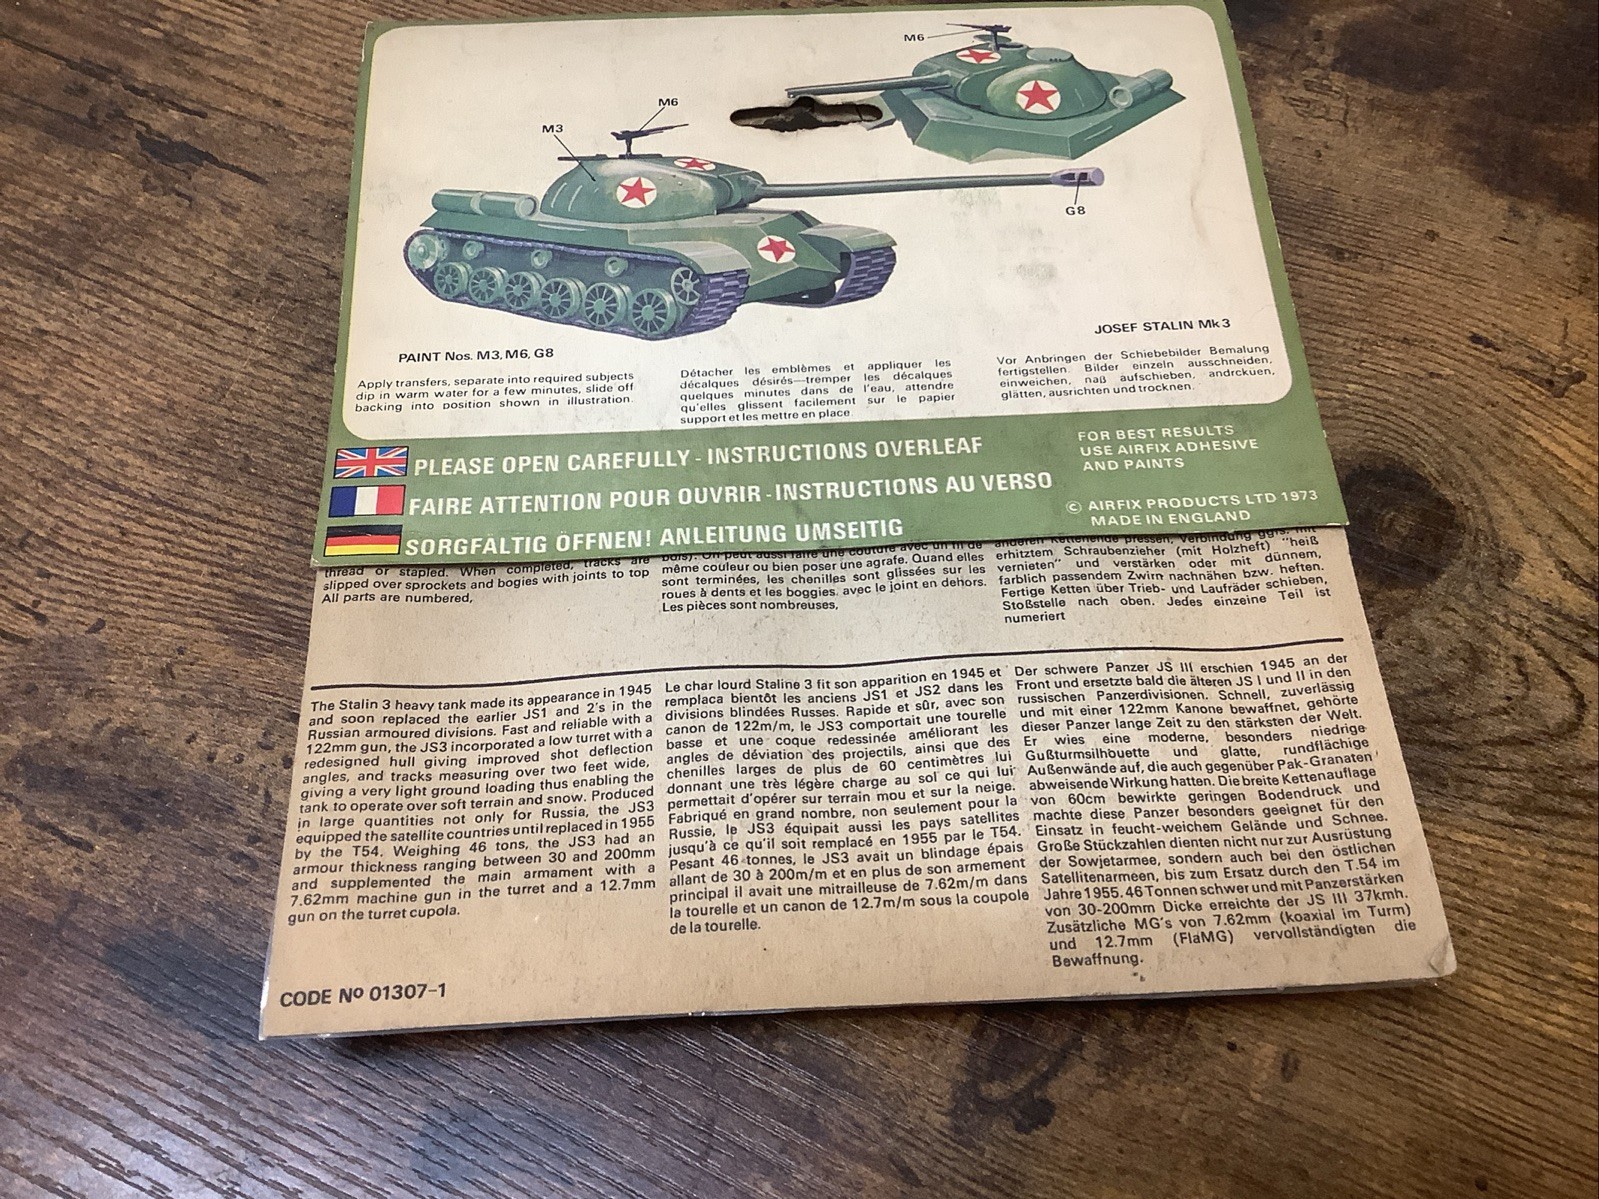 M6
M6
M3
G8
JOSEF STALIN Mk3
PAINT Nos. M3, M6, G8
Apply transfers, separate into required subjects
dip in warm water for a few minutes, slide off
backing into position shown in illustration.
Détacher les emblèmes et appliquer les
décalques désirés—tremper les décalques
quelques minutes dans de l'eau, attendre
qu'elles glissent facilement sur le papier
support et les mettre en place
Vor Anbringen der Schiebebilder Bemalung
fertigstellen. Bilder einzeln ausschneiden,
einweichen, naß aufschieben, andrcküen,
glätten, ausrichten und trocknen.
PLEASE OPEN CAREFULLY - INSTRUCTIONS OVERLEAF
FAIRE ATTENTION POUR OUVRIR - INSTRUCTIONS AU VERSO
SORGFÄLTIG ÖFFNEN! ANLEITUNG UMSEITIG
FOR BEST RESULTS
USE AIRFIX ADHESIVE
AND PAINTS
© AIRFIX PRODUCTS LTD 1973
MADE IN ENGLAND
thread or stapled. When completed, tracks are
slipped over sprockets and bogies with joints to top
All parts are numbered,
bois). On peut aussi faire une couture avec un fil de
même couleur ou bien poser une agrafe. Quand elles
sont terminées, les chenilles sont glissées sur les
roues à dents et les boggies. avec le joint en dehors.
Les pièces sont nombreuses,
anderen Kettenende pressen, Verbindung ggfs. mit
erhitztem Schraubenzieher (mit Holzheft) "heiß
vernieten" und verstärken oder mit dünnem,
farblich passendem Zwirn nachnähen bzw. heften.
Fertige Ketten über Trieb- und Laufräder schieben,
Stoßstelle nach oben. Jedes einzeine Teil ist
numeriert
The Stalin 3 heavy tank made its appearance in 1945
and soon replaced the earlier JS1 and 2's in the
Russian armoured divisions. Fast and reliable with a
122mm gun, the JS3 incorporated a low turret with a
redesigned hull giving improved shot deflection
angles, and tracks measuring over two feet wide,
giving a very light ground loading thus enabling the
tank to operate over soft terrain and snow. Produced
in large quantities not only for Russia, the JS3
equipped the satellite countries until replaced in 1955
by the T54. Weighing 46 tons, the JS3 had an
armour thickness ranging between 30 and 200mm
and supplemented the main armament with a
7.62mm machine gun in the turret and a 12.7mm
gun on the turret cupola.
Le char lourd Staline 3 fit son apparition en 1945 et
remplaca bientôt les anciens JS1 et JS2 dans les
divisions blindées Russes. Rapide et sûr, avec son
canon de 122m/m, le JS3 comportait une tourelle
basse et une coque redessinée améliorant les
angles de déviation des projectils, ainsi que des
chenilles larges de plus de 60 centimètres lui
donnant une très légère charge au sol ce qui lui
permettait d'opérer sur terrain mou et sur la neige.
Fabriqué en grand nombre, non seulement pour la
Russie, le JS3 équipait aussi les pays satellites
jusqu'à ce qu'il soit remplacé en 1955 par le T54.
Pesant 46 tonnes, le JS3 avait un blindage épais
allant de 30 à 200m/m et en plus de son armement
principal il avait une mitrailleuse de 7.62m/m dans
la tourelle et un canon de 12.7m/m sous la coupole
de la tourelle.
Der schwere Panzer JS III erschien 1945 an der
Front und ersetzte bald die älteren JS I und II in den
russischen Panzerdivisionen. Schnell, zuverlässig
und mit einer 122mm Kanone bewaffnet, gehörte
dieser Panzer lange Zeit zu den stärksten der Welt.
Er wies eine moderne, besonders niedrige
Gußturmsilhouette und glatte, rundflächige
Außenwände auf, die auch gegenüber Pak-Granaten
abweisende Wirkung hatten. Die breite Kettenauflage
von 60cm bewirkte geringen Bodendruck und
machte diese Panzer besonders geeignet für den
Einsatz in feucht-weichem Gelände und Schnee.
Große Stückzahlen dienten nicht nur zur Ausrüstung
der Sowjetarmee, sondern auch bei den östlichen
Satellitenarmeen, bis zum Ersatz durch den T.54 im
Jahre 1955. 46 Tonnen schwer und mit Panzerstärken
von 30-200mm Dicke erreichte der JS III 37kmh.
Zusätzliche MG's von 7.62mm (koaxial im Turm)
und 12.7mm (FlaMG) vervollständigten die
Bewaffnung.
CODE Nº 01307-1